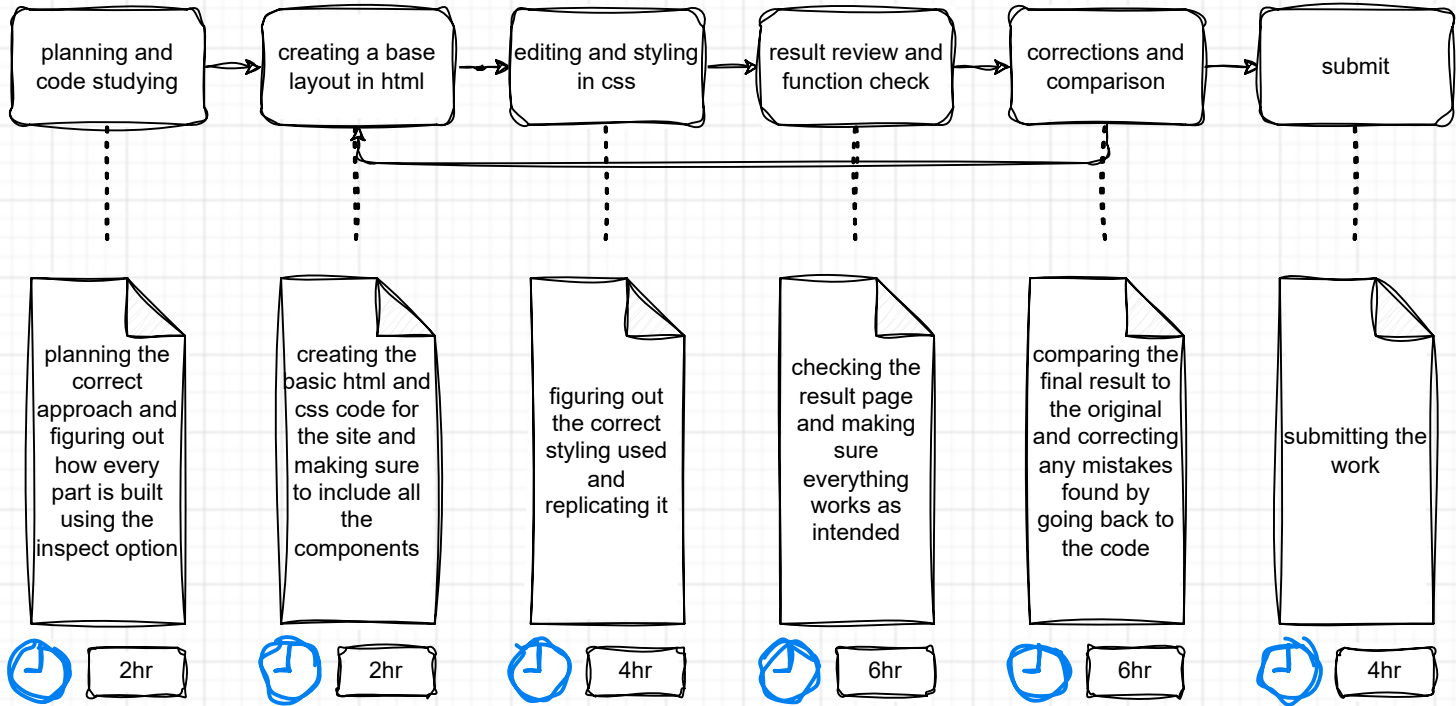 planning and
code studying
creating a base
layout in html
editing and styling
in css
result review and
function check
corrections and
comparison
submit
planning the
correct
approach and
figuring out
how every
part is built
using the
inspect option
creating the
basic html and
css code for
the site and
making sure
to include all
the
components
figuring out
the correct
styling used
and
replicating it
checking the
result page
and making
sure
everything
works as
intended
comparing the
final result to
the original
and correcting
any mistakes
found by
going back to
the code
submitting the
work
2hr
2hr
4hr
6hr
6hr
4hr